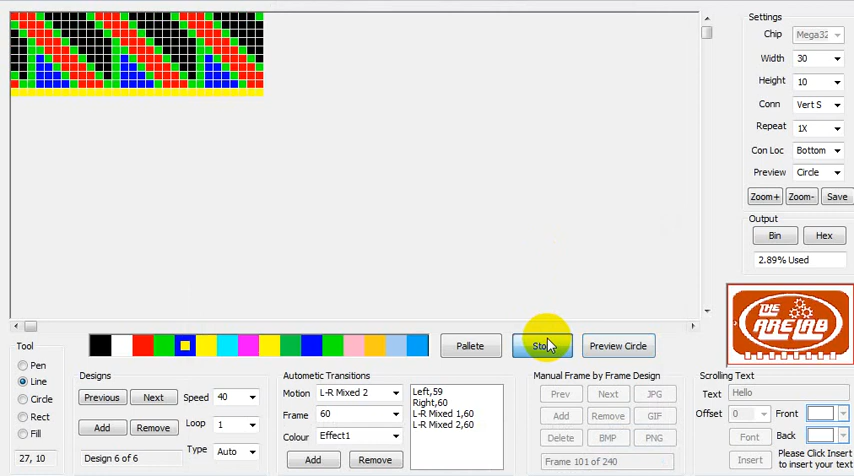 Settings
Chip Mega32
Width 30
Height 10
Conn Vert S
Repeat 1X
Con Loc Bottom
Preview Circle
Zoom+ Zoom- Save
Output
Bin Hex
2.89% Used
THE
ARE LAB
Pallete Preview Circle
Tool
Pen
Line
Circle
Rect
Fill
27, 10
Designs
Previous Next Speed 40
Add Remove Loop 1
Design 6 of 6 Type Auto
Automatic Transitions
Motion L-R Mixed 2
Frame 60
Colour Effect1
Add Remove
Left,59
Right,60
L-R Mixed 1,60
L-R Mixed 2,60
Manual Frame by Frame Design
Prev Next JPG
Add Remove GIF
Delete BMP PNG
Frame 101 of 240
Scrolling Text
Text Hello
Offset 0 Front
Font Back
Insert Please Click Insert
to insert your text